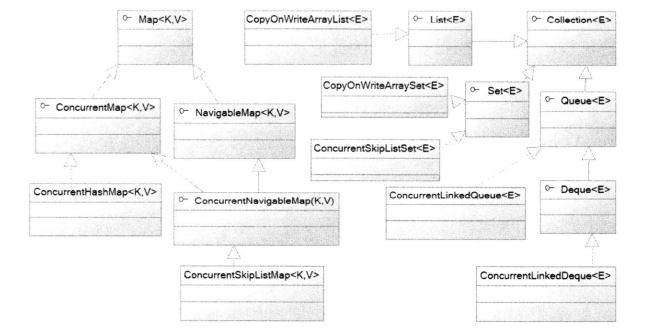 Map<K,V>
CopyOnWriteArrayList<E>
List<E>
Collection<E>
CopyOnWriteArraySet<E>
Set<E>
Queue<E>
ConcurrentMap<K,V>
NavigableMap<K,V>
ConcurrentSkipListSet<E>
ConcurrentHashMap<K,V>
ConcurrentNavigableMap(K,V)
ConcurrentLinkedQueue<E>
Deque<E>
ConcurrentSkipListMap<K,V>
ConcurrentLinkedDeque<E>